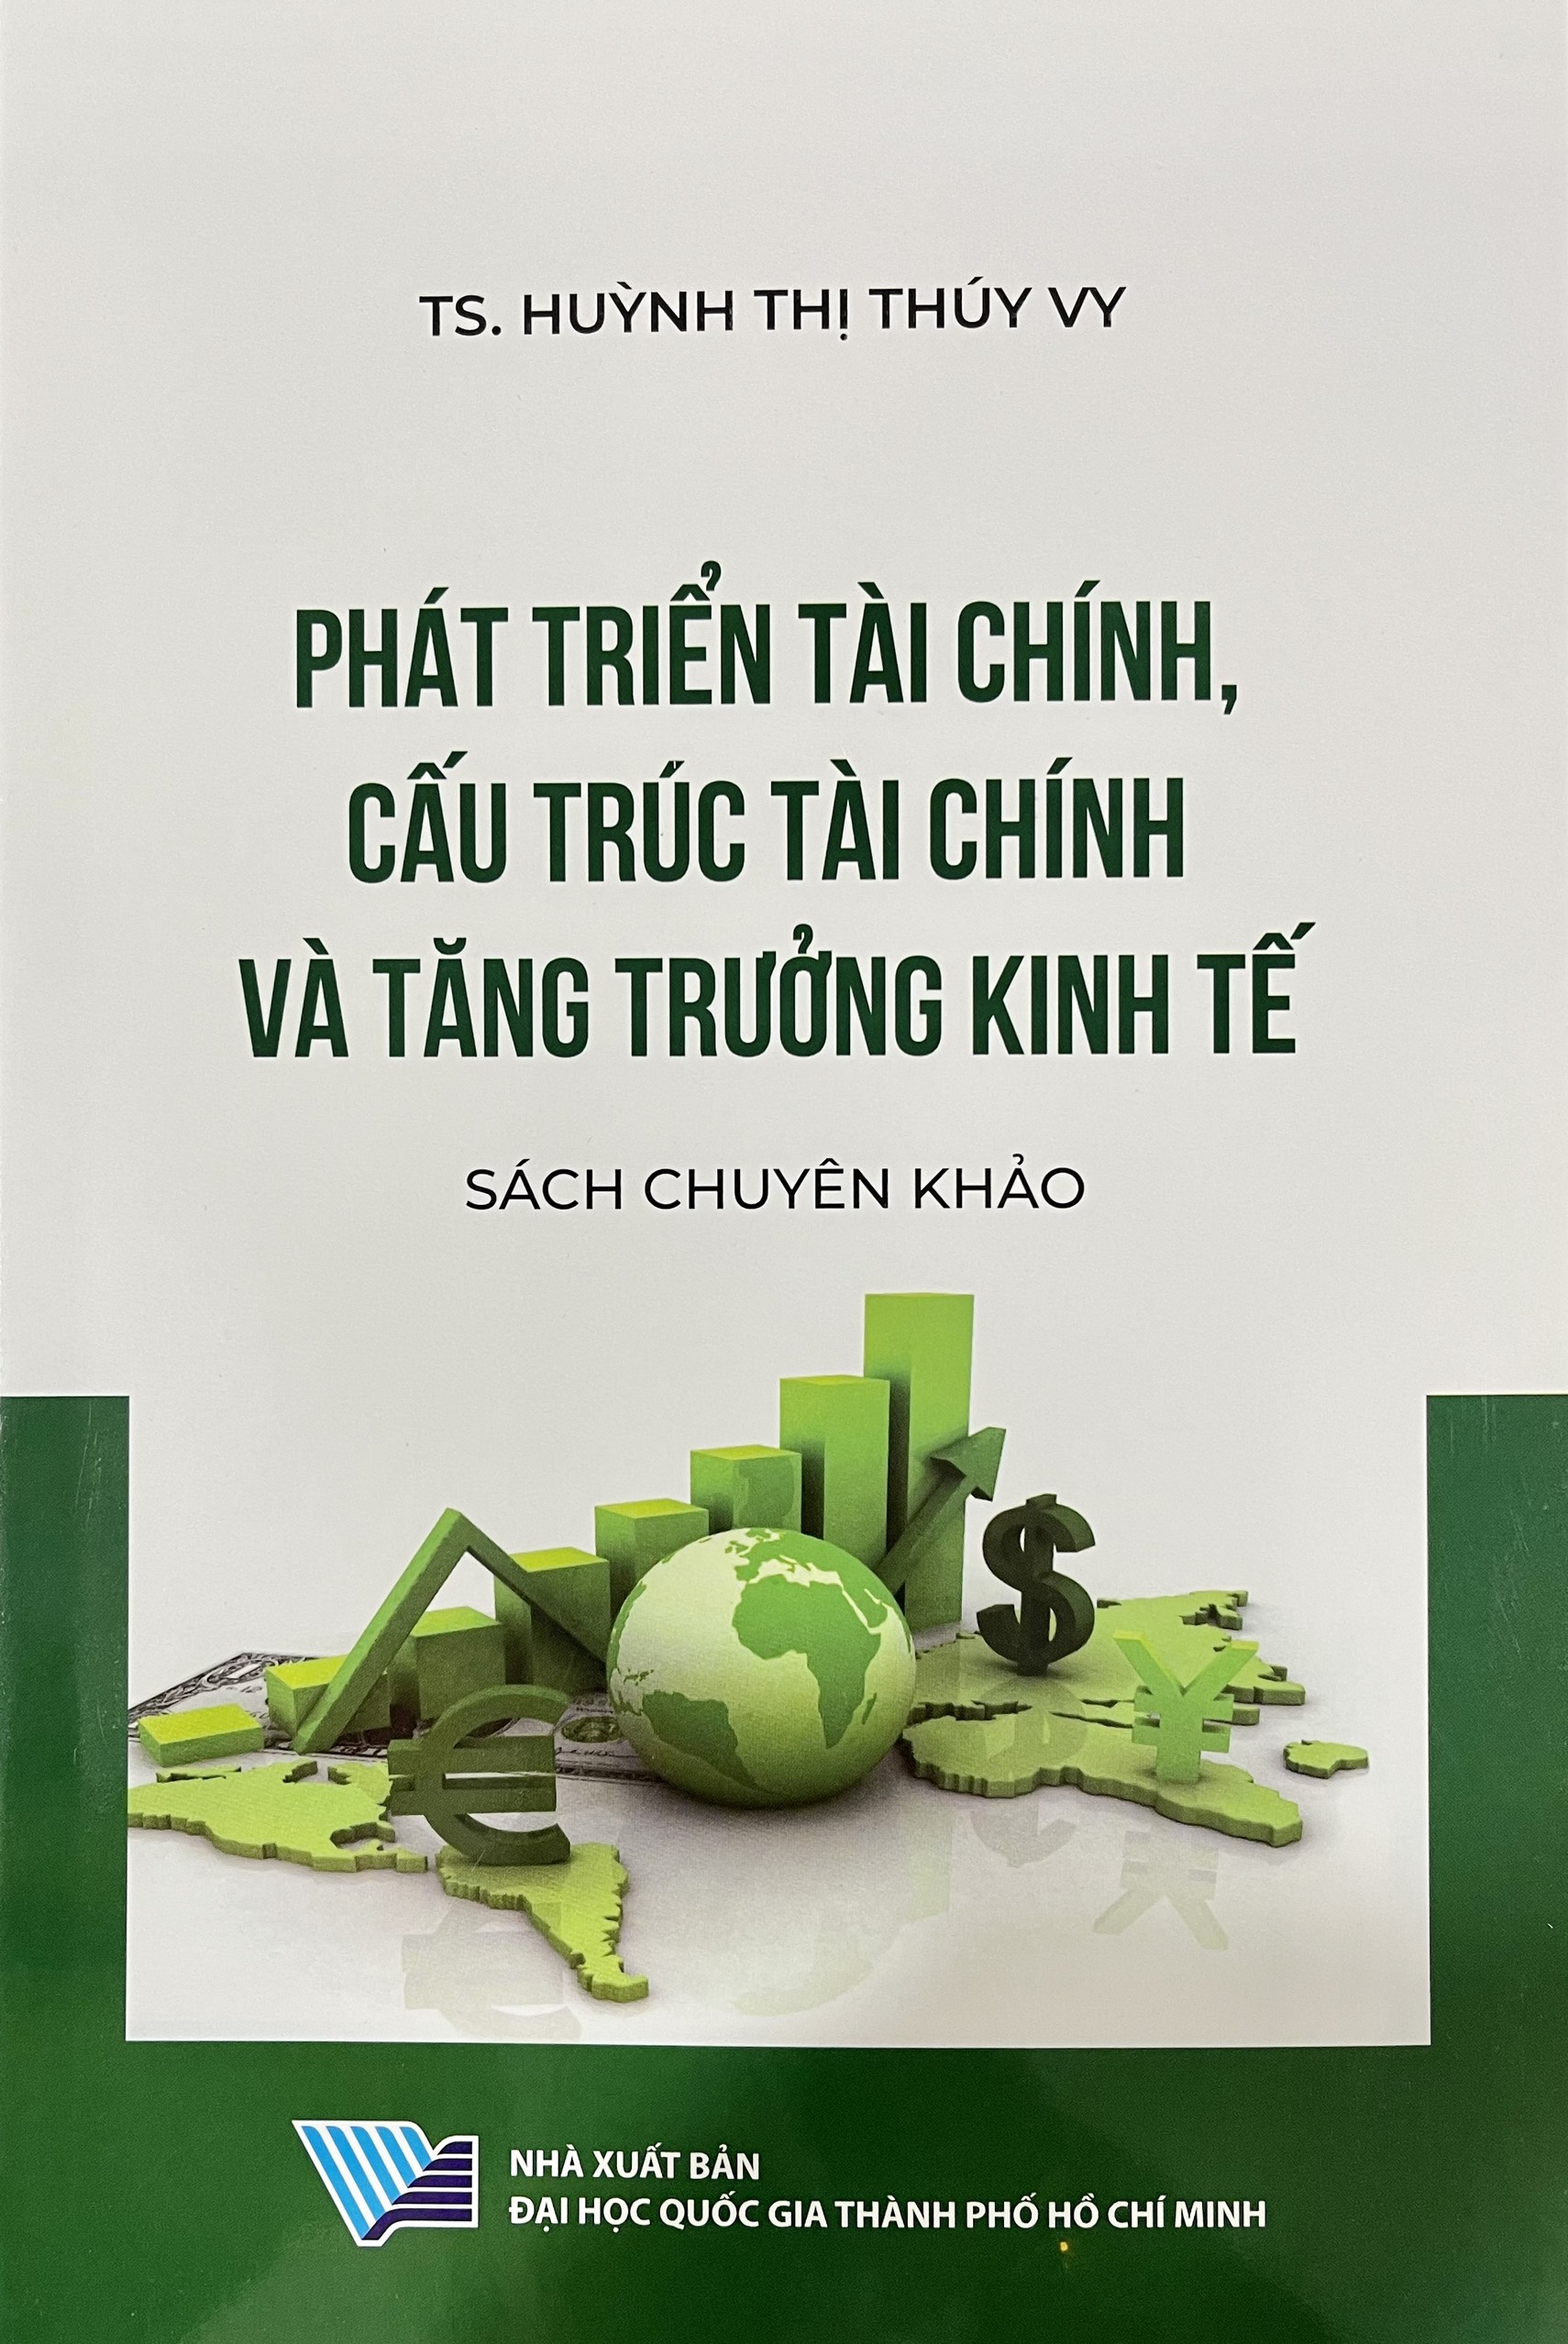 TS. HUỲNH THỊ THÚY VY
PHÁT TRIỂN TÀI CHÍNH,
CẤU TRÚC TÀI CHÍNH
VÀ TĂNG TRƯỞNG KINH TẾ
SÁCH CHUYÊN KHẢO
$
¥
€
NHÀ XUẤT BẢN
ĐẠI HỌC QUỐC GIA THÀNH PHỐ HỒ CHÍ MINH